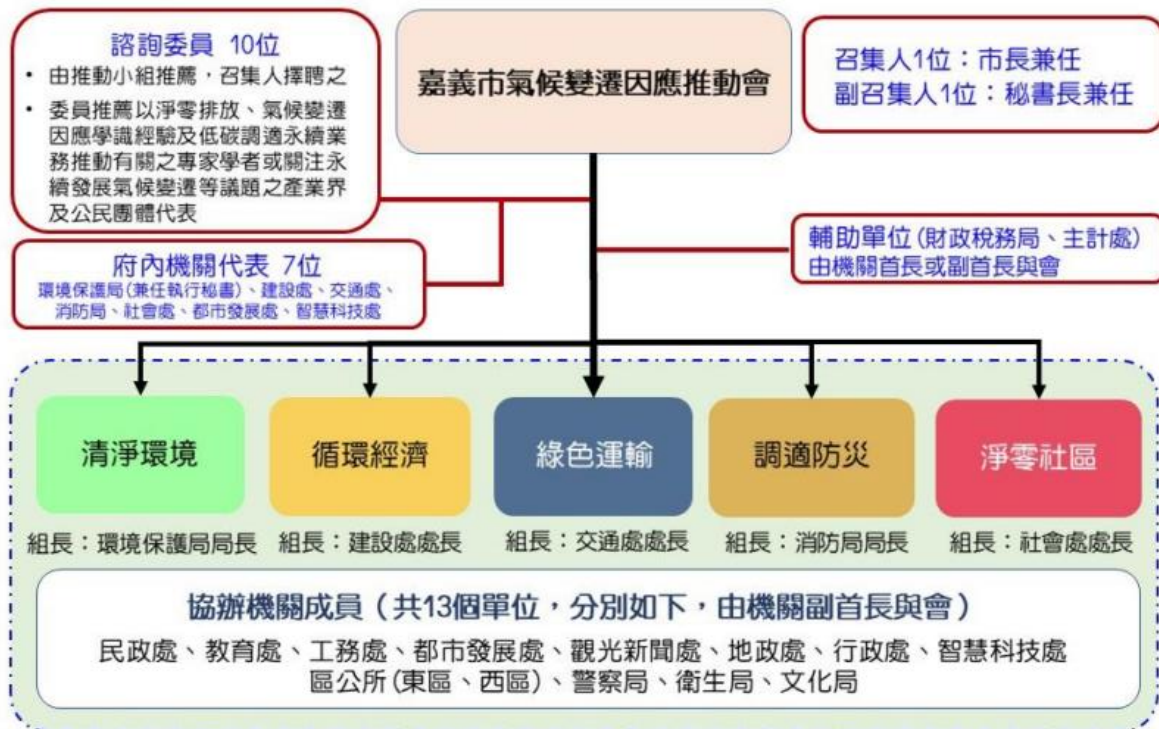 諮詢委員 10位
• 由推動小組推薦，召集人擇聘之
• 委員推薦以淨零排放、氣候變遷
因應學識經驗及低碳調適永續業
務推動有關之專家學者或關注永
續發展氣候變遷等議題之產業界
及公民團體代表
嘉義市氣候變遷因應推動會
召集人1位：市長兼任
副召集人1位：秘書長兼任
府內機關代表 7位
環境保護局(兼任執行秘書)、建設處、交通處、
消防局、社會處、都市發展處、智慧科技處
輔助單位(財政稅務局、主計處)
由機關首長或副首長與會
清淨環境
循環經濟
綠色運輸
調適防災
淨零社區
組長：環境保護局局長
組長：建設處處長
組長：交通處處長
組長：消防局局長
組長：社會處處長
協辦機關成員（共13個單位，分別如下，由機關副首長與會）
民政處、教育處、工務處、都市發展處、觀光新聞處、地政處、行政處、智慧科技處
區公所(東區、西區)、警察局、衛生局、文化局